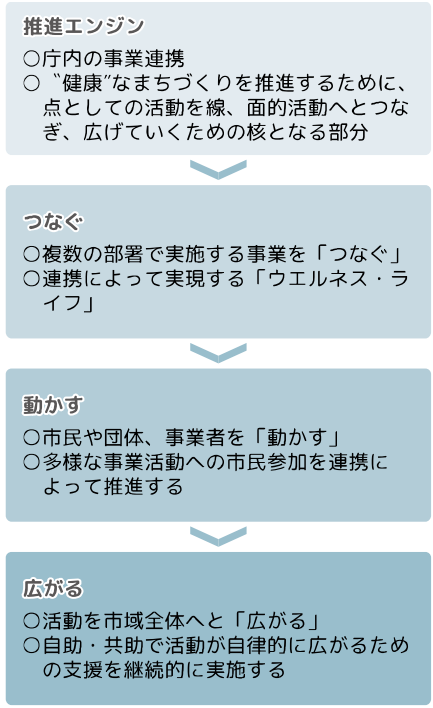 推進エンジン
○庁内の事業連携
○〝健康″なまちづくりを推進するために、
点としての活動を線、面的活動へとつな
ぎ、広げていくための核となる部分
つなぐ
○複数の部署で実施する事業を「つなぐ」
○連携によって実現する「ウエルネス・ラ
イフ」
動かす
○市民や団体、事業者を「動かす」
○多様な事業活動への市民参加を連携に
よって推進する
広がる
○活動を市域全体へと「広がる」
○自助・共助で活動が自律的に広がるため
の支援を継続的に実施する